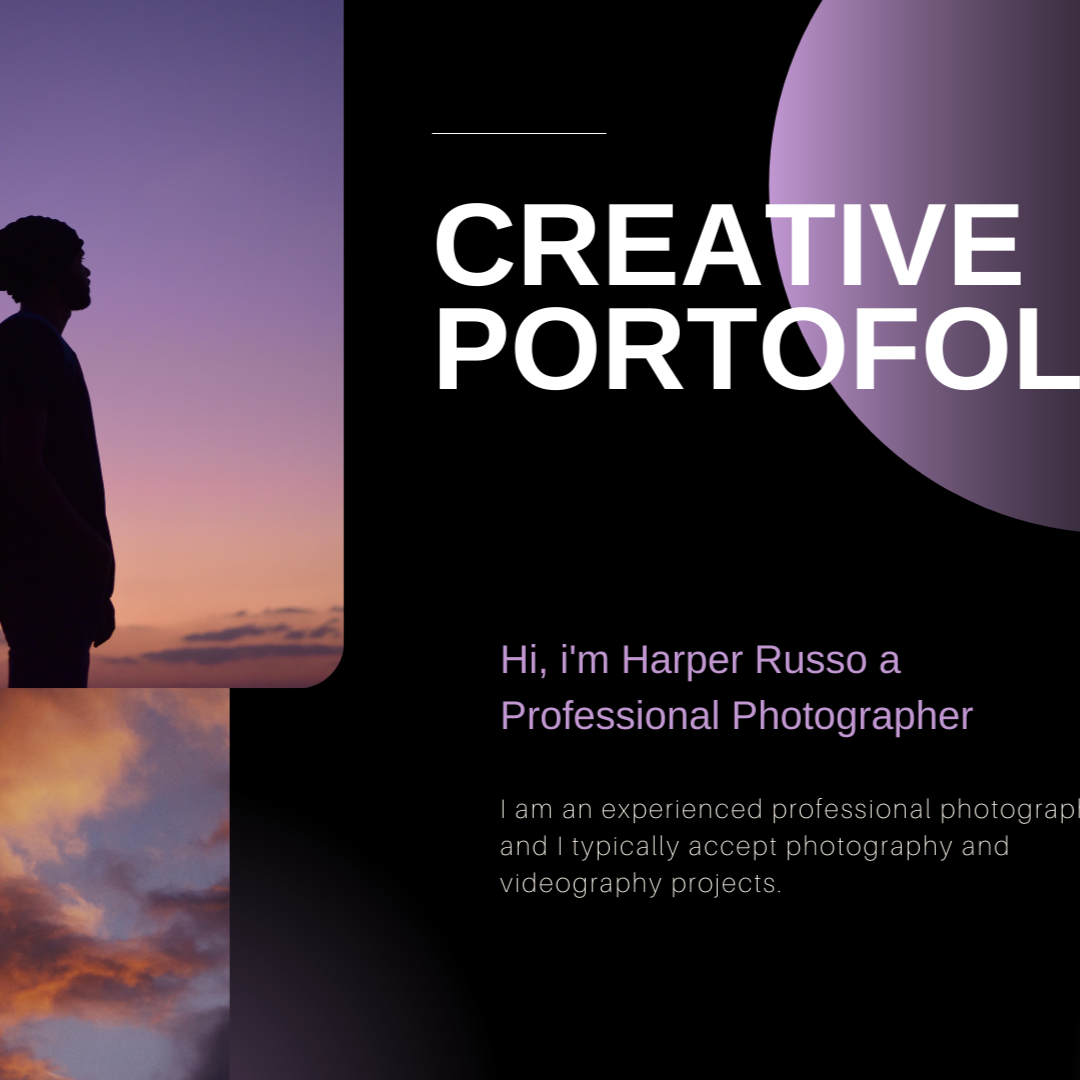 CREATIVE
PORTOFOL
Hi, i'm Harper Russo a
Professional Photographer
I am an experienced professional photograph
and I typically accept photography and
videography projects.